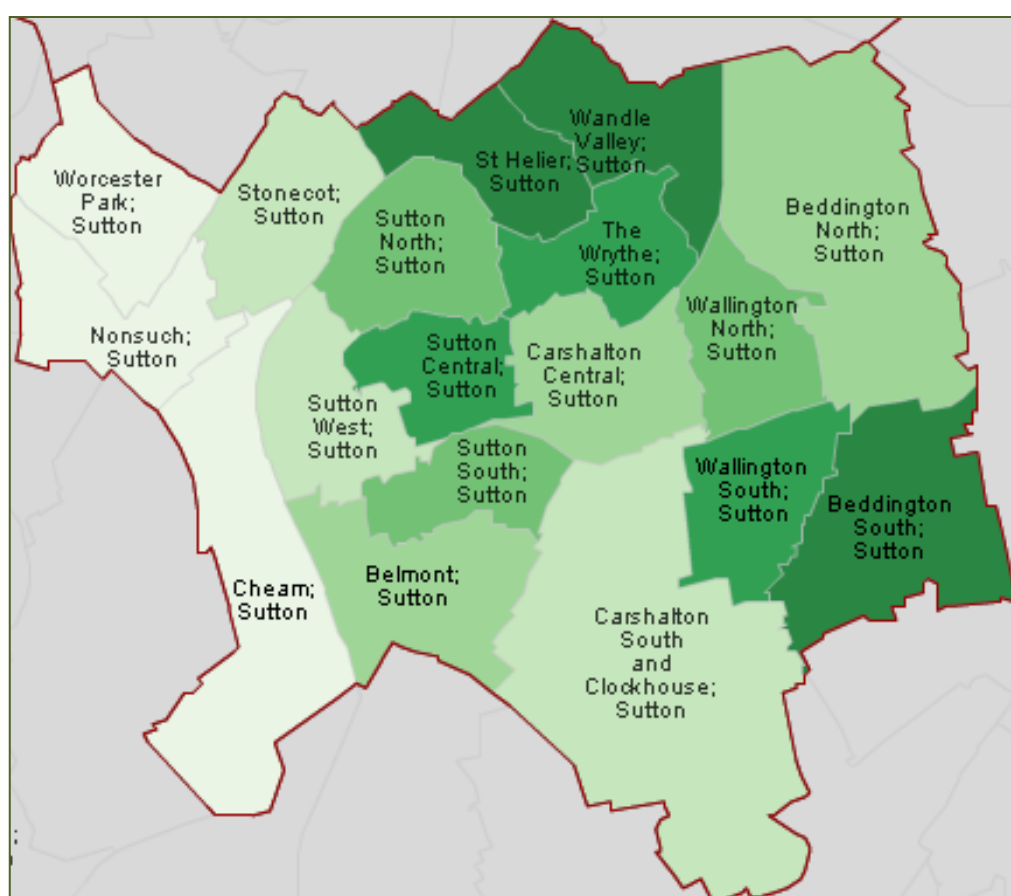 Wandle
Valley;
Sutton
St Helier;
Sutton
Worcester
Park;
Sutton
Stonecot;
Sutton
Sutton
North;
Sutton
The
Wrythe;
Sutton
Beddington
North;
Sutton
Nonsuch;
Sutton
Sutton
Central;
Sutton
Carshalton
Central;
Sutton
Wallington
North;
Sutton
Sutton
West;
Sutton
Sutton
South;
Sutton
Wallington
South;
Sutton
Beddington
South;
Sutton
Cheam;
Sutton
Belmont;
Sutton
Carshalton
South
and
Clockhouse;
Sutton
;